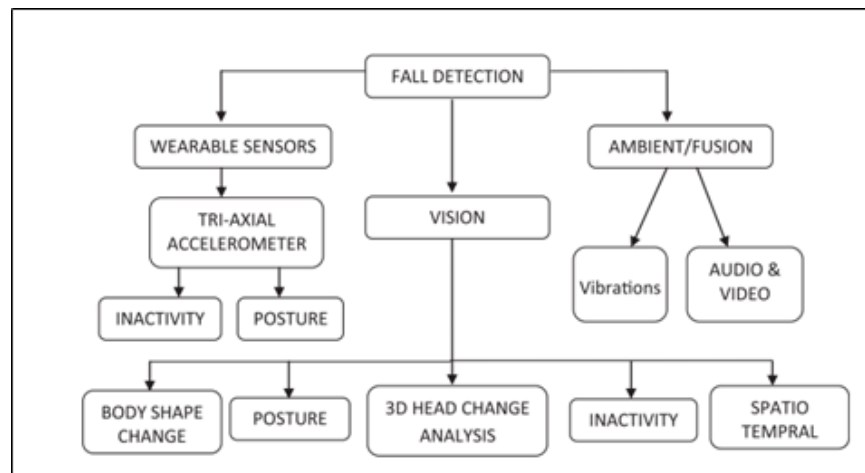 FALL DETECTION
WEARABLE SENSORS
AMBIENT/FUSION
TRI-AXIAL
ACCELEROMETER
VISION
Vibrations
AUDIO &
VIDEO
INACTIVITY
POSTURE
BODY SHAPE
CHANGE
POSTURE
3D HEAD CHANGE
ANALYSIS
INACTIVITY
SPATIO
TEMPRAL